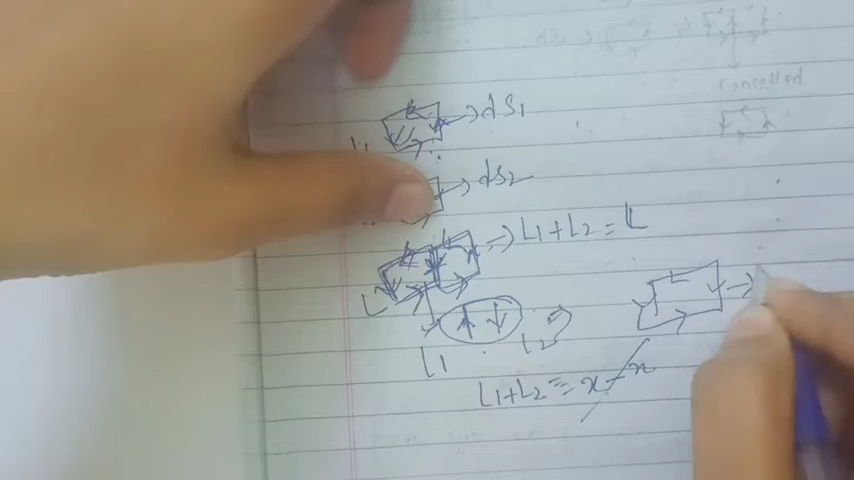 cancelled
dS1
dS2
L1+L2 = L
L
L1 L2
L1+L2 = x-x